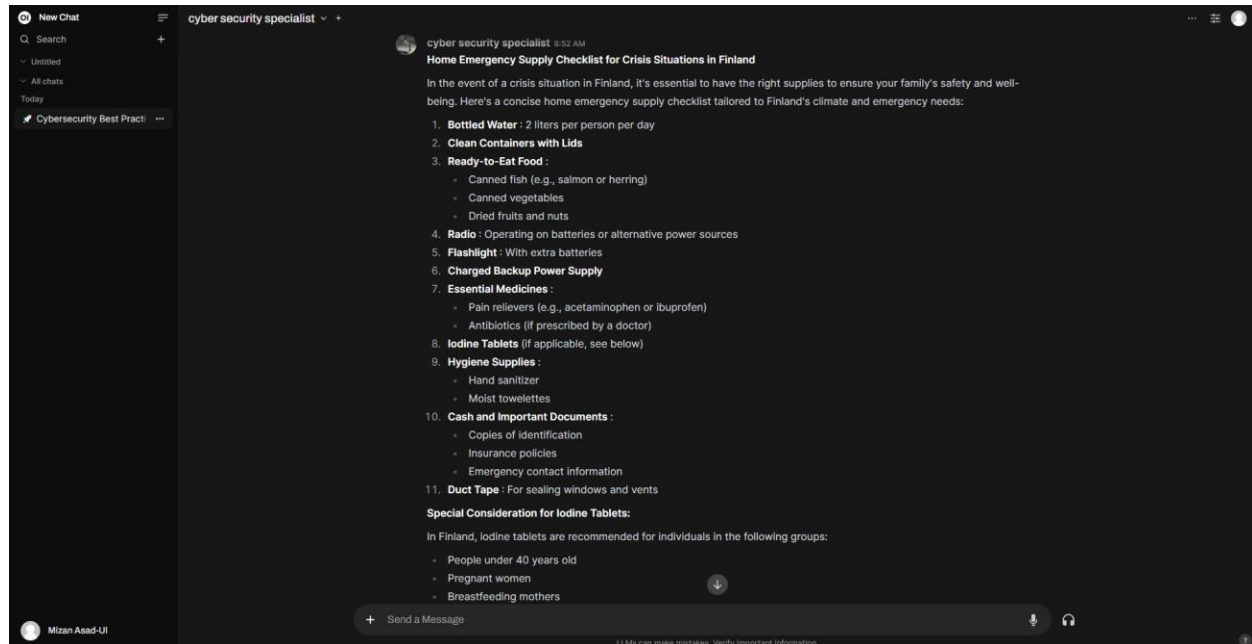 OI New Chat
Search
Untitled
All chats
Today
Cybersecurity Best Practi
Mizan Asad-Ul
cyber security specialist
cyber security specialist 8:52 AM
Home Emergency Supply Checklist for Crisis Situations in Finland
In the event of a crisis situation in Finland, it's essential to have the right supplies to ensure your family's safety and well-
being. Here's a concise home emergency supply checklist tailored to Finland's climate and emergency needs:
1. Bottled Water : 2 liters per person per day
2. Clean Containers with Lids
3. Ready-to-Eat Food :
Canned fish (e.g., salmon or herring)
Canned vegetables
Dried fruits and nuts
4. Radio : Operating on batteries or alternative power sources
5. Flashlight : With extra batteries
6. Charged Backup Power Supply
7. Essential Medicines :
Pain relievers (e.g., acetaminophen or ibuprofen)
Antibiotics (if prescribed by a doctor)
8. Iodine Tablets (if applicable, see below)
9. Hygiene Supplies :
Hand sanitizer
Moist towelettes
10. Cash and Important Documents :
Copies of identification
Insurance policies
Emergency contact information
11. Duct Tape : For sealing windows and vents
Special Consideration for Iodine Tablets:
In Finland, iodine tablets are recommended for individuals in the following groups:
People under 40 years old
Pregnant women
Breastfeeding mothers
Send a Message
LLMs can make mistakes. Verify important information.